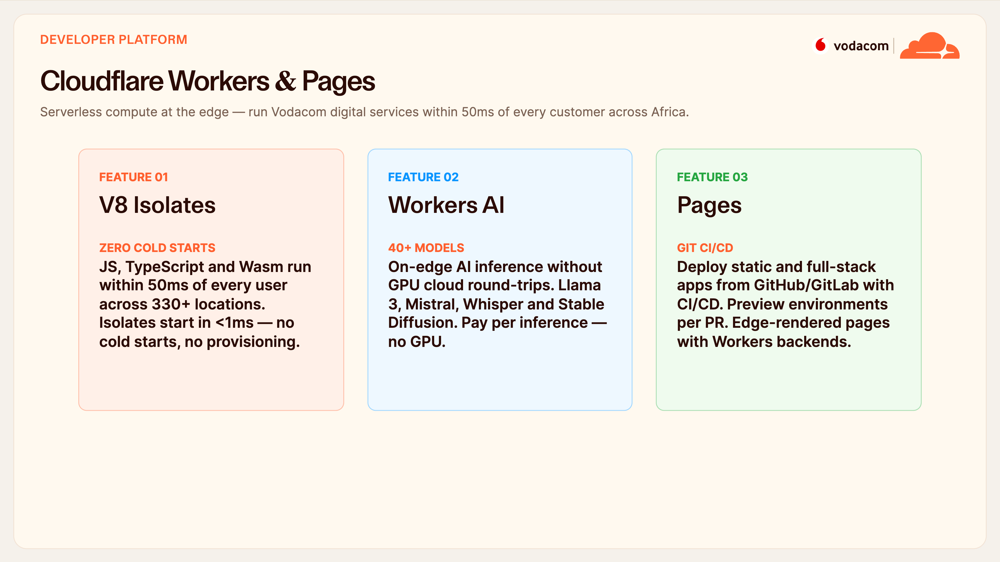 DEVELOPER PLATFORM
vodacom
Cloudflare Workers & Pages
Serverless compute at the edge — run Vodacom digital services within 50ms of every customer across Africa.
FEATURE 01
V8 Isolates
ZERO COLD STARTS
JS, TypeScript and Wasm run
within 50ms of every user
across 330+ locations.
Isolates start in <1ms — no
cold starts, no provisioning.
FEATURE 02
Workers AI
40+ MODELS
On-edge AI inference without
GPU cloud round-trips. Llama
3, Mistral, Whisper and Stable
Diffusion. Pay per inference —
no GPU.
FEATURE 03
Pages
GIT CI/CD
Deploy static and full-stack
apps from GitHub/GitLab with
CI/CD. Preview environments
per PR. Edge-rendered pages
with Workers backends.